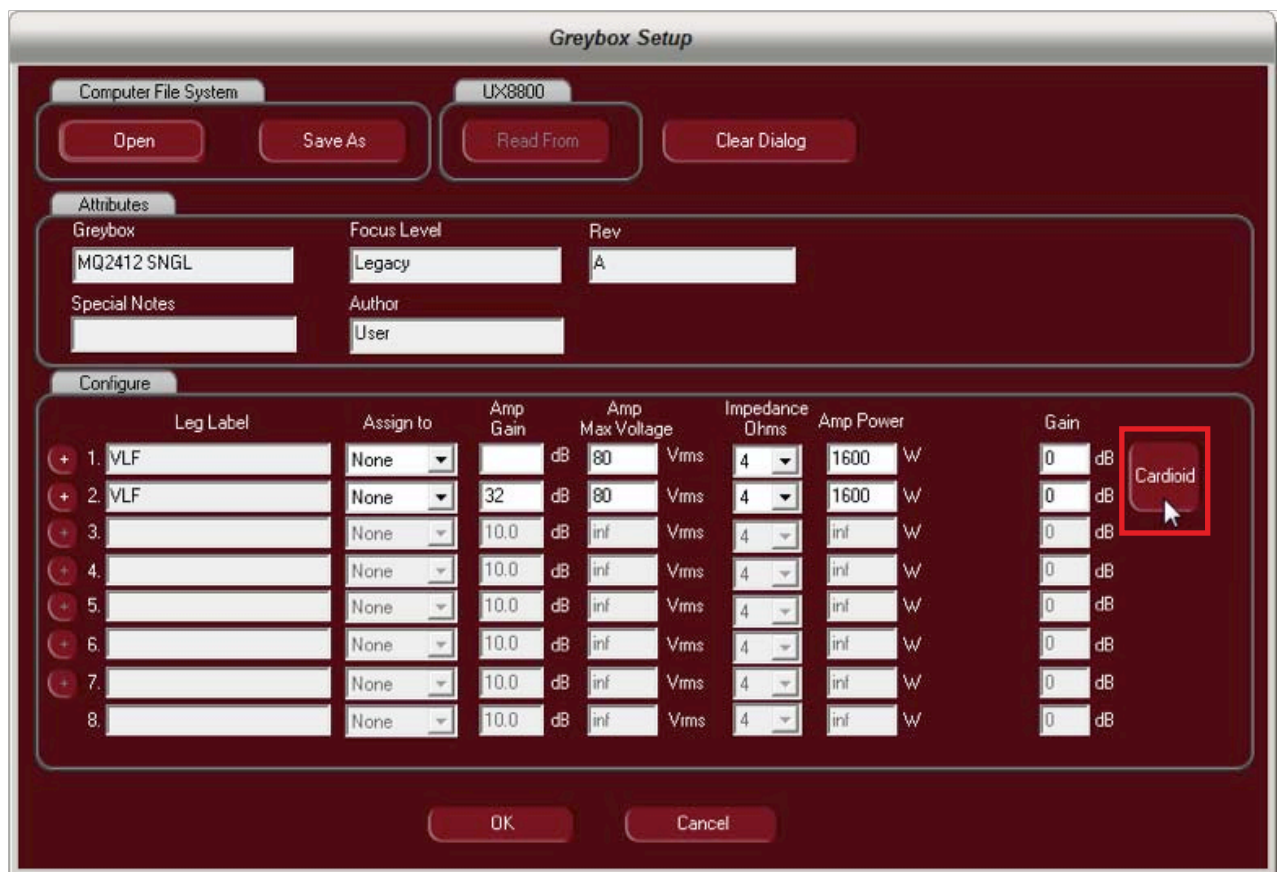 Greybox Setup
Computer File System UX8800
Open Save As Read From Clear Dialog
Attributes
Greybox Focus Level Rev
MQ2412 SNGL Legacy A
Special Notes Author
User
Configure
Leg Label Assign to Amp Gain Amp Max Voltage Impedance Ohms Amp Power Gain
+ 1. VLF None dB 80 Vrms 4 1600 W 0 dB
Cardioid
+ 2. VLF None 32 dB 80 Vrms 4 1600 W 0 dB
+ 3. None 10.0 dB inf Vrms 4 inf W 0 dB
+ 4. None 10.0 dB inf Vrms 4 inf W 0 dB
+ 5. None 10.0 dB inf Vrms 4 inf W 0 dB
+ 6. None 10.0 dB inf Vrms 4 inf W 0 dB
+ 7. None 10.0 dB inf Vrms 4 inf W 0 dB
8. None 10.0 dB inf Vrms 4 inf W 0 dB
OK Cancel